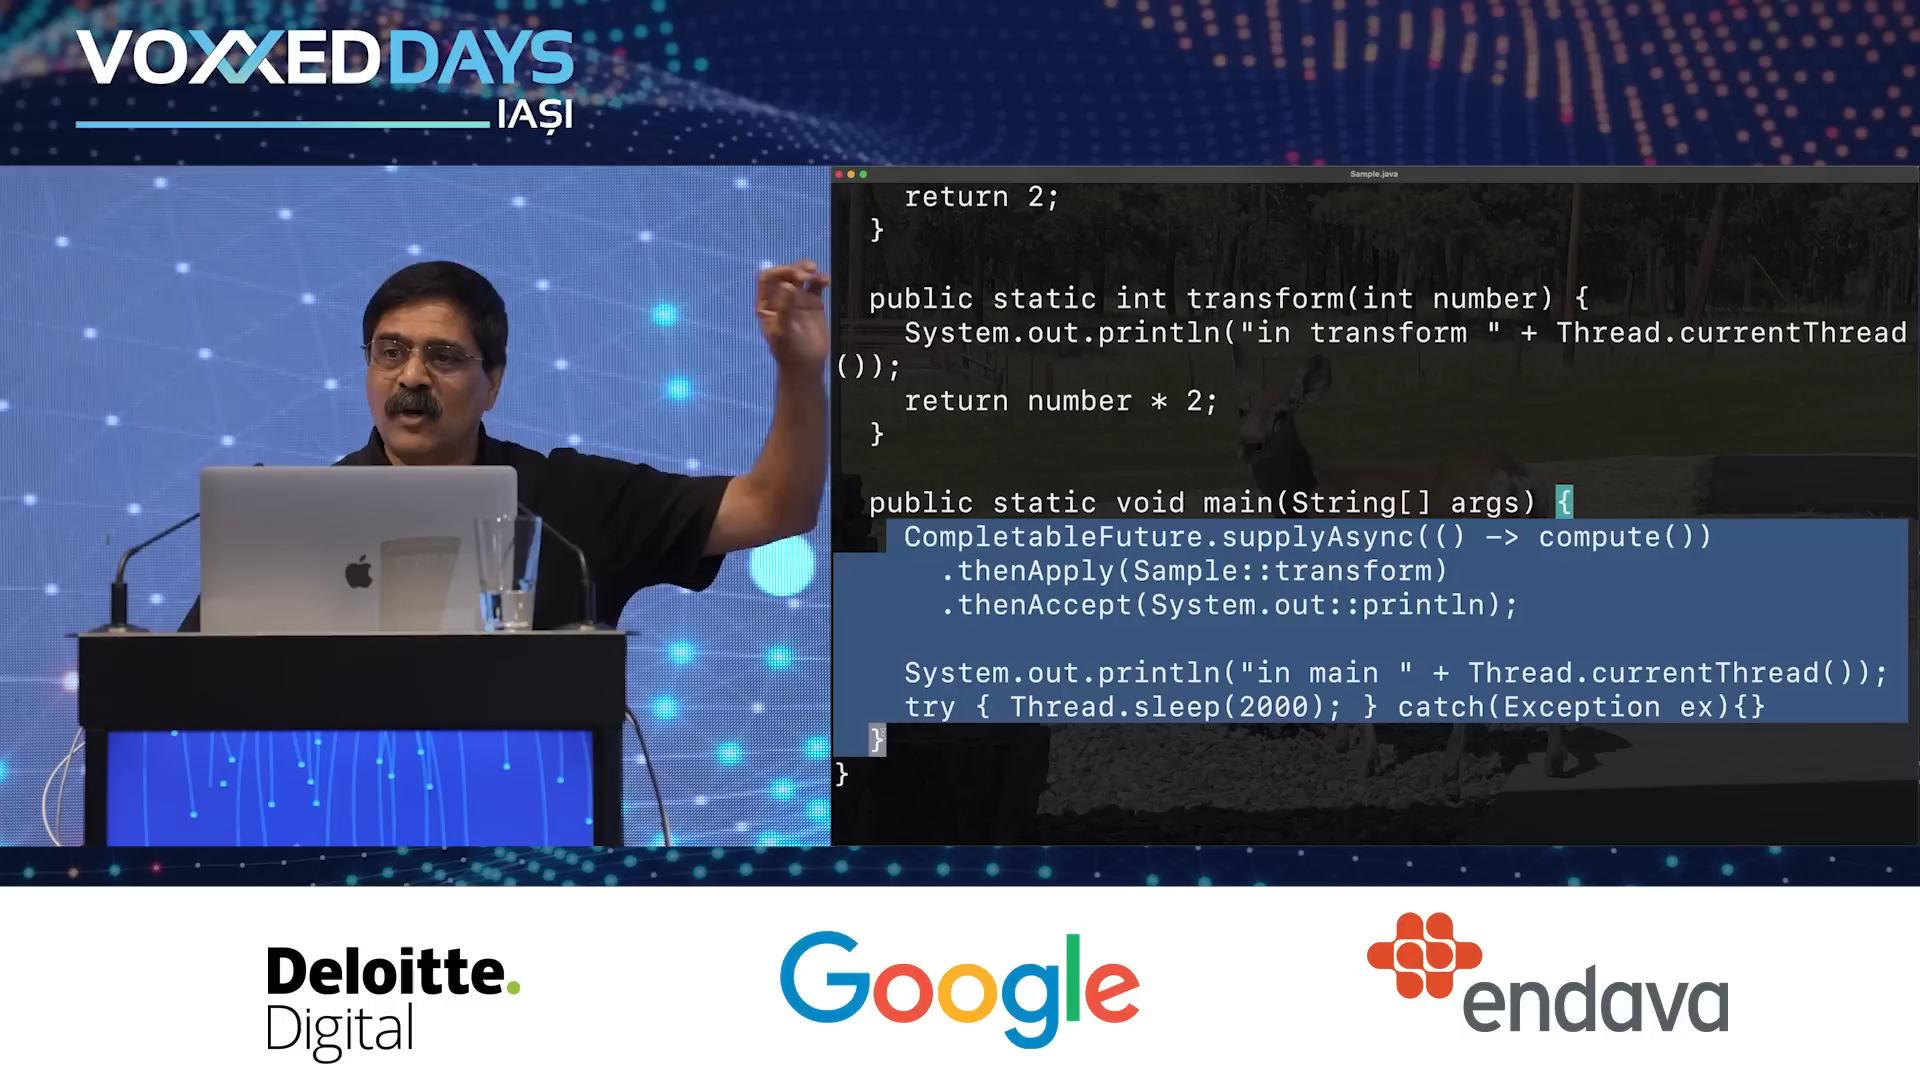 VOXXEDDAYS
IAȘI
Sample.java
return 2;
}
public static int transform(int number) {
System.out.println("in transform " + Thread.currentThread
());
return number * 2;
}
public static void main(String[] args) {
CompletableFuture.supplyAsync(() -> compute())
.thenApply(Sample::transform)
.thenAccept(System.out::println);
System.out.println("in main " + Thread.currentThread());
try { Thread.sleep(2000); } catch(Exception ex){}
}
}
Deloitte.
Digital
Google
endava